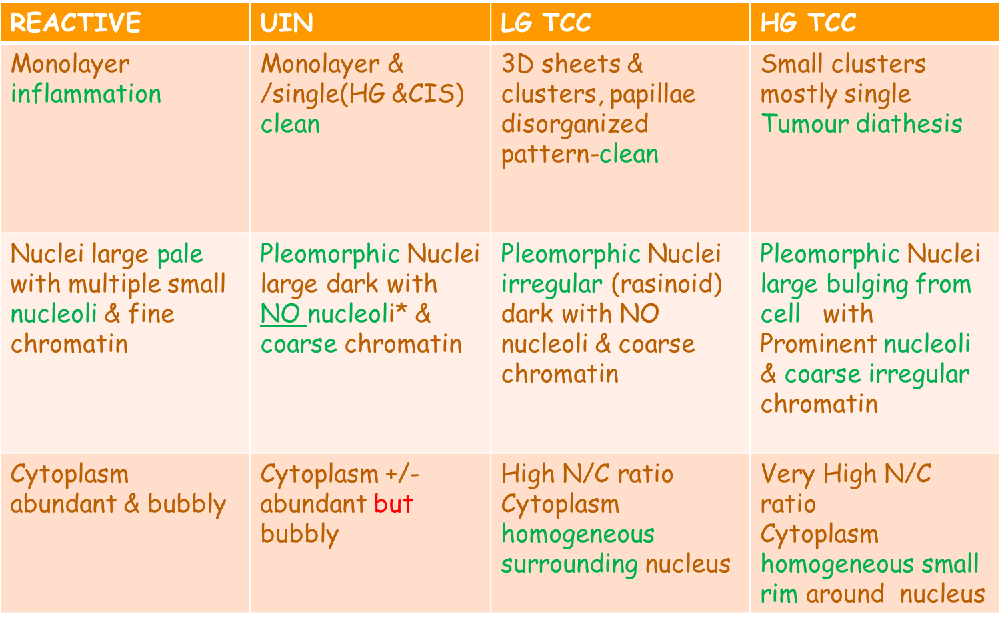 REACTIVE
UIN
LG TCC
HG TCC
Monolayer
inflammation
Monolayer &
/single(HG &CIS)
clean
3D sheets &
clusters, papillae
disorganized
pattern-clean
Small clusters
mostly single
Tumour diathesis
Nuclei large pale
with multiple small
nucleoli & fine
chromatin
Pleomorphic Nuclei
large dark with
NO nucleoli* &
coarse chromatin
Pleomorphic Nuclei
irregular (rasinoid)
dark with NO
nucleoli & coarse
chromatin
Pleomorphic Nuclei
large bulging from
cell with
Prominent nucleoli
& coarse irregular
chromatin
Cytoplasm
abundant & bubbly
Cytoplasm +/-
abundant but
bubbly
High N/C ratio
Cytoplasm
homogeneous
surrounding nucleus
Very High N/C
ratio
Cytoplasm
homogeneous small
rim around nucleus